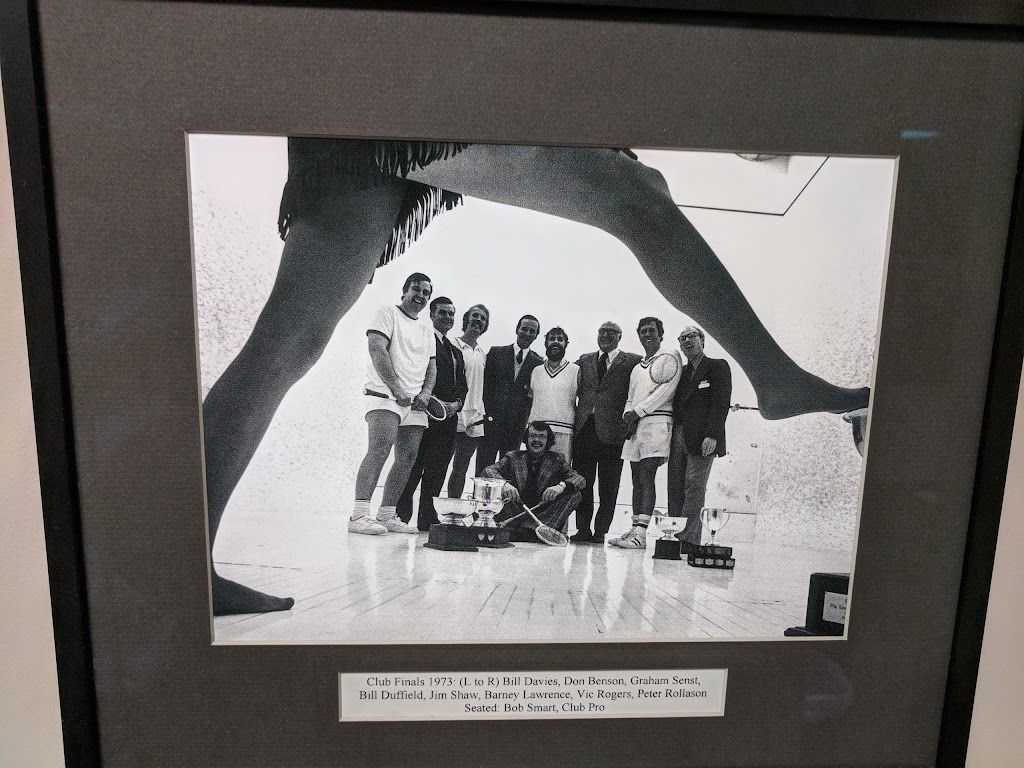 Club Finals 1973: (L to R) Bill Davies, Don Benson, Graham Senst,
Bill Duffield, Jim Shaw, Barney Lawrence, Vic Rogers, Peter Rollason
Seated: Bob Smart, Club Pro
The